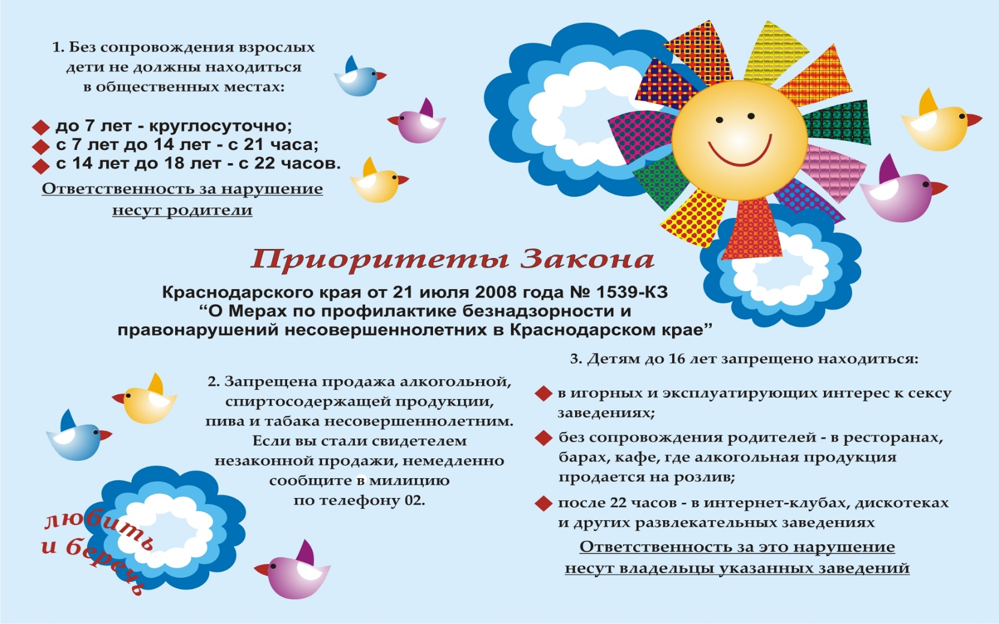 1. Без сопровождения взрослых
дети не должны находиться
в общественных местах:
до 7 лет - круглосуточно;
с 7 лет до 14 лет - с 21 часа;
с 14 лет до 18 лет - с 22 часов.
Ответственность за нарушение
несут родители
Приоритеты Закона
Краснодарского края от 21 июля 2008 года № 1539-КЗ
“О Мерах по профилактике безнадзорности и
правонарушений несовершеннолетних в Краснодарском крае”
2. Запрещена продажа алкогольной,
спиртосодержащей продукции,
пива и табака несовершеннолетним.
Если вы стали свидетелем
незаконной продажи, немедленно
сообщите в милицию
по телефону 02.
3. Детям до 16 лет запрещено находиться:
в игорных и эксплуатирующих интерес к сексу
заведениях;
без сопровождения родителей - в ресторанах,
барах, кафе, где алкогольная продукция
продается на розлив;
после 22 часов - в интернет-клубах, дискотеках
и других развлекательных заведениях
Ответственность за это нарушение
несут владельцы указанных заведений
любить
и беречь